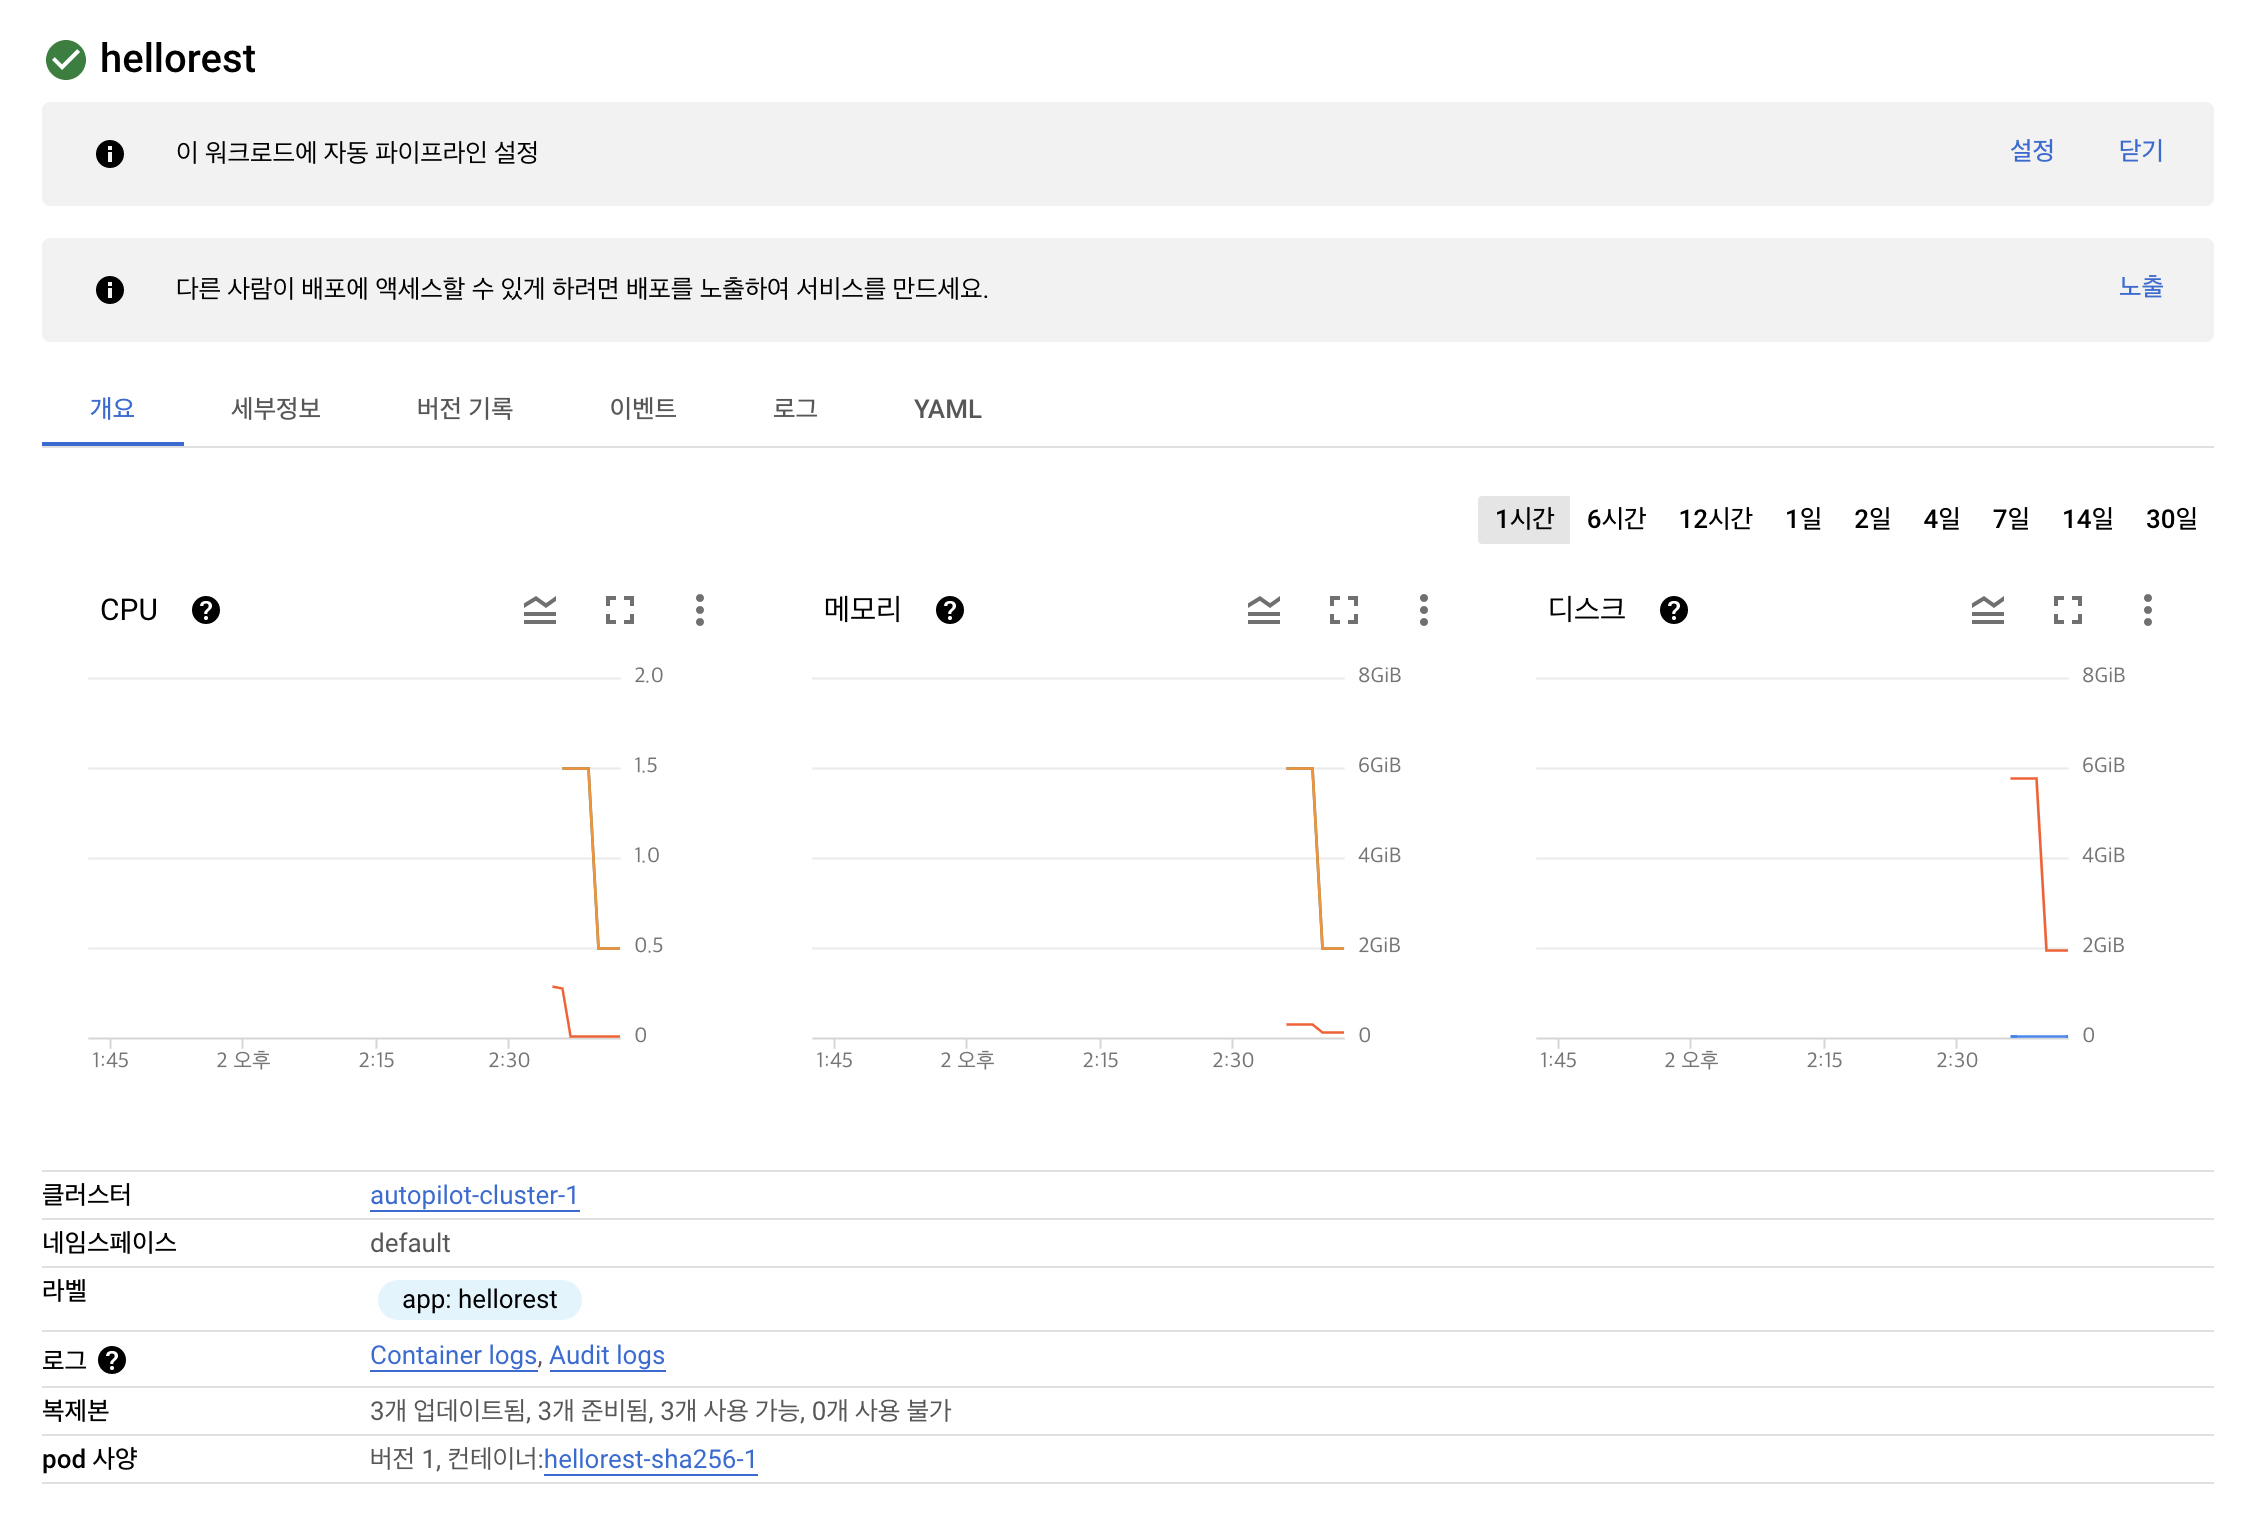 hellorest
이 워크로드에 자동 파이프라인 설정 설정 닫기
다른 사람이 배포에 액세스할 수 있게 하려면 배포를 노출하여 서비스를 만드세요. 노출
개요 세부정보 버전 기록 이벤트 로그 YAML
1시간 6시간 12시간 1일 2일 4일 7일 14일 30일
CPU
2.0
1.5
1.0
0.5
0
1:45 2 오후 2:15 2:30
메모리
8GiB
6GiB
4GiB
2GiB
0
1:45 2 오후 2:15 2:30
디스크
8GiB
6GiB
4GiB
2GiB
0
1:45 2 오후 2:15 2:30
클러스터 autopilot-cluster-1
네임스페이스 default
라벨 app: hellorest
로그 Container logs, Audit logs
복제본 3개 업데이트됨, 3개 준비됨, 3개 사용 가능, 0개 사용 불가
pod 사양 버전 1, 컨테이너:hellorest-sha256-1